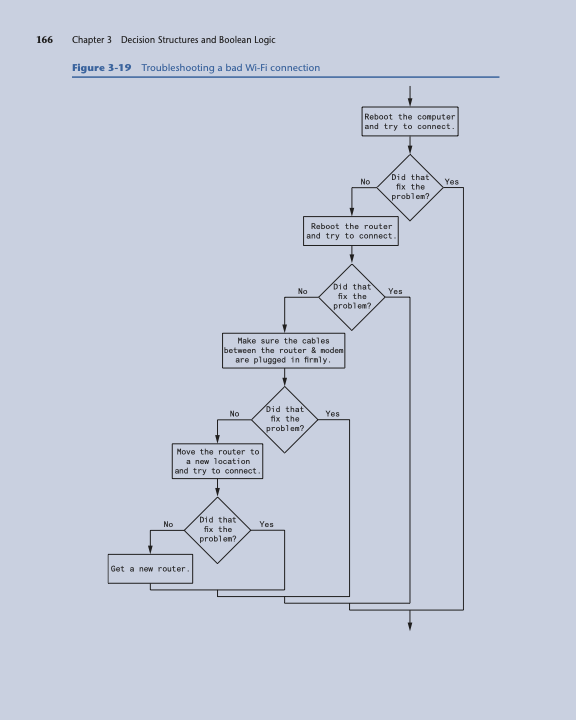 166 Chapter 3 Decision Structures and Boolean Logic
Figure 3-19 Troubleshooting a bad Wi-Fi connection
Reboot the computer
and try to connect.
Did that
fix the
problem?
No
Yes
Reboot the router
and try to connect.
Did that
fix the
problem?
No
Yes
Make sure the cables
between the router & modem
are plugged in firmly.
Did that
fix the
problem?
No
Yes
Move the router to
a new location
and try to connect.
Did that
fix the
problem?
No
Yes
Get a new router.